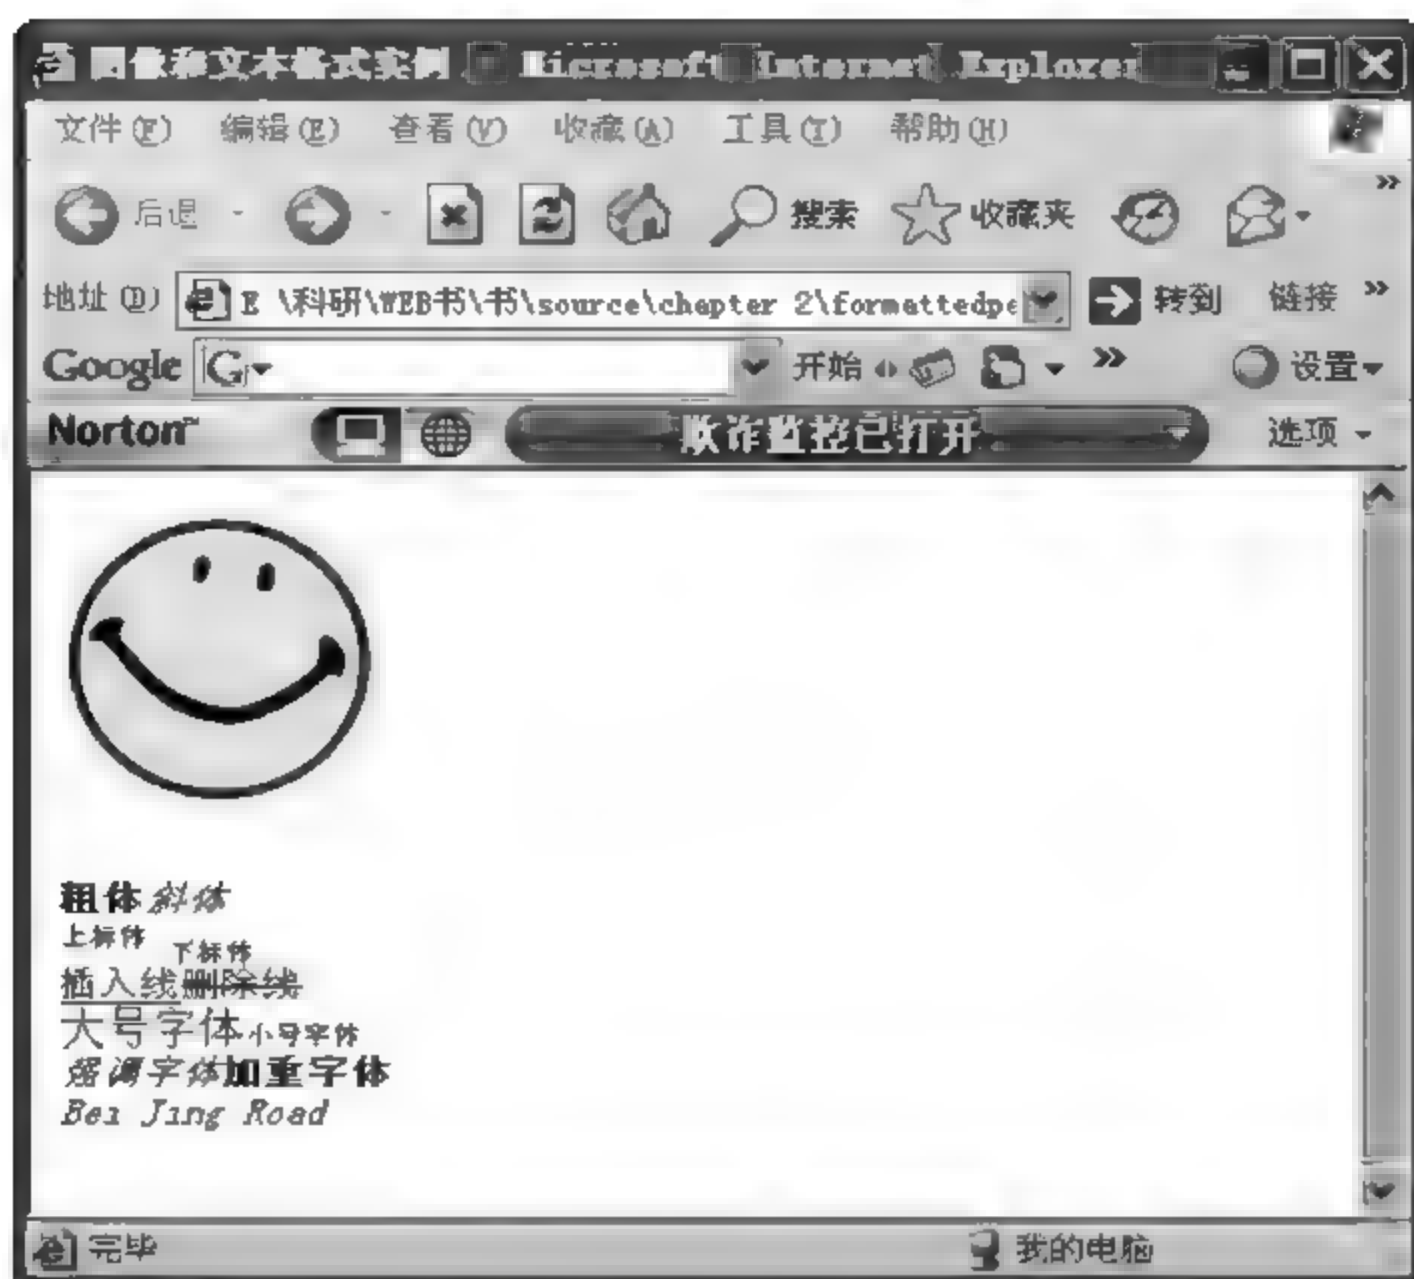 图像和文本格式实例 - Microsoft Internet Explorer
文件(F) 编辑(E) 查看(V) 收藏(A) 工具(T) 帮助(H)
后退 搜索 收藏夹 »
地址(D) E \科研\WEB书\书\source\chapter 2\formattedpe 转到 链接 »
Google G 开始 » 设置
Norton™ 欺诈监控已打开 选项
粗体 斜体
上标体 下标体
插入线 删除线
大号字体 小号字体
强调字体 加重字体
Bei Jing Road
完毕 我的电脑